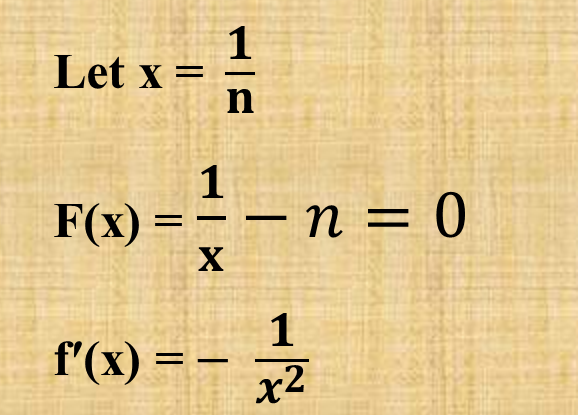 Let x = 1/n
F(x) = 1/x − n = 0
f′(x) = − 1/x²